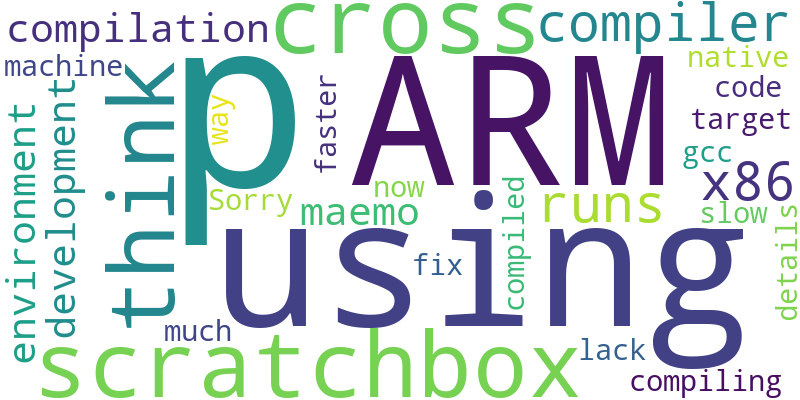 compilation
cross
compiler
machine
think
p
ARM
native
way
faster
code
target
environment
development
gcc
x86
Sorry
now
maemo
compiled
runs
slow
details
using
fix
much
scratchbox
lack
compiling